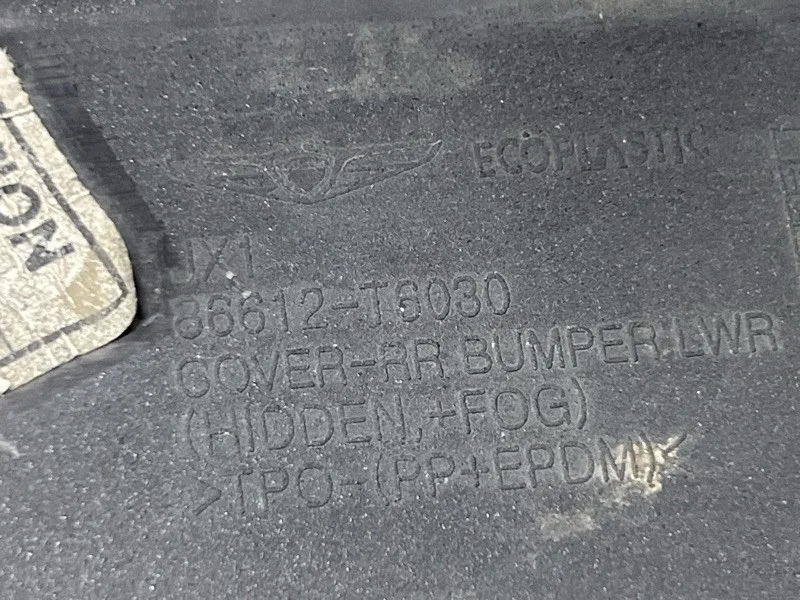 ECOPLASTIC
JX1
86612-T6030
COVER-RR BUMPER,LWR
(HIDDEN,+FOG)
>TPO-(PP+EPDM)<